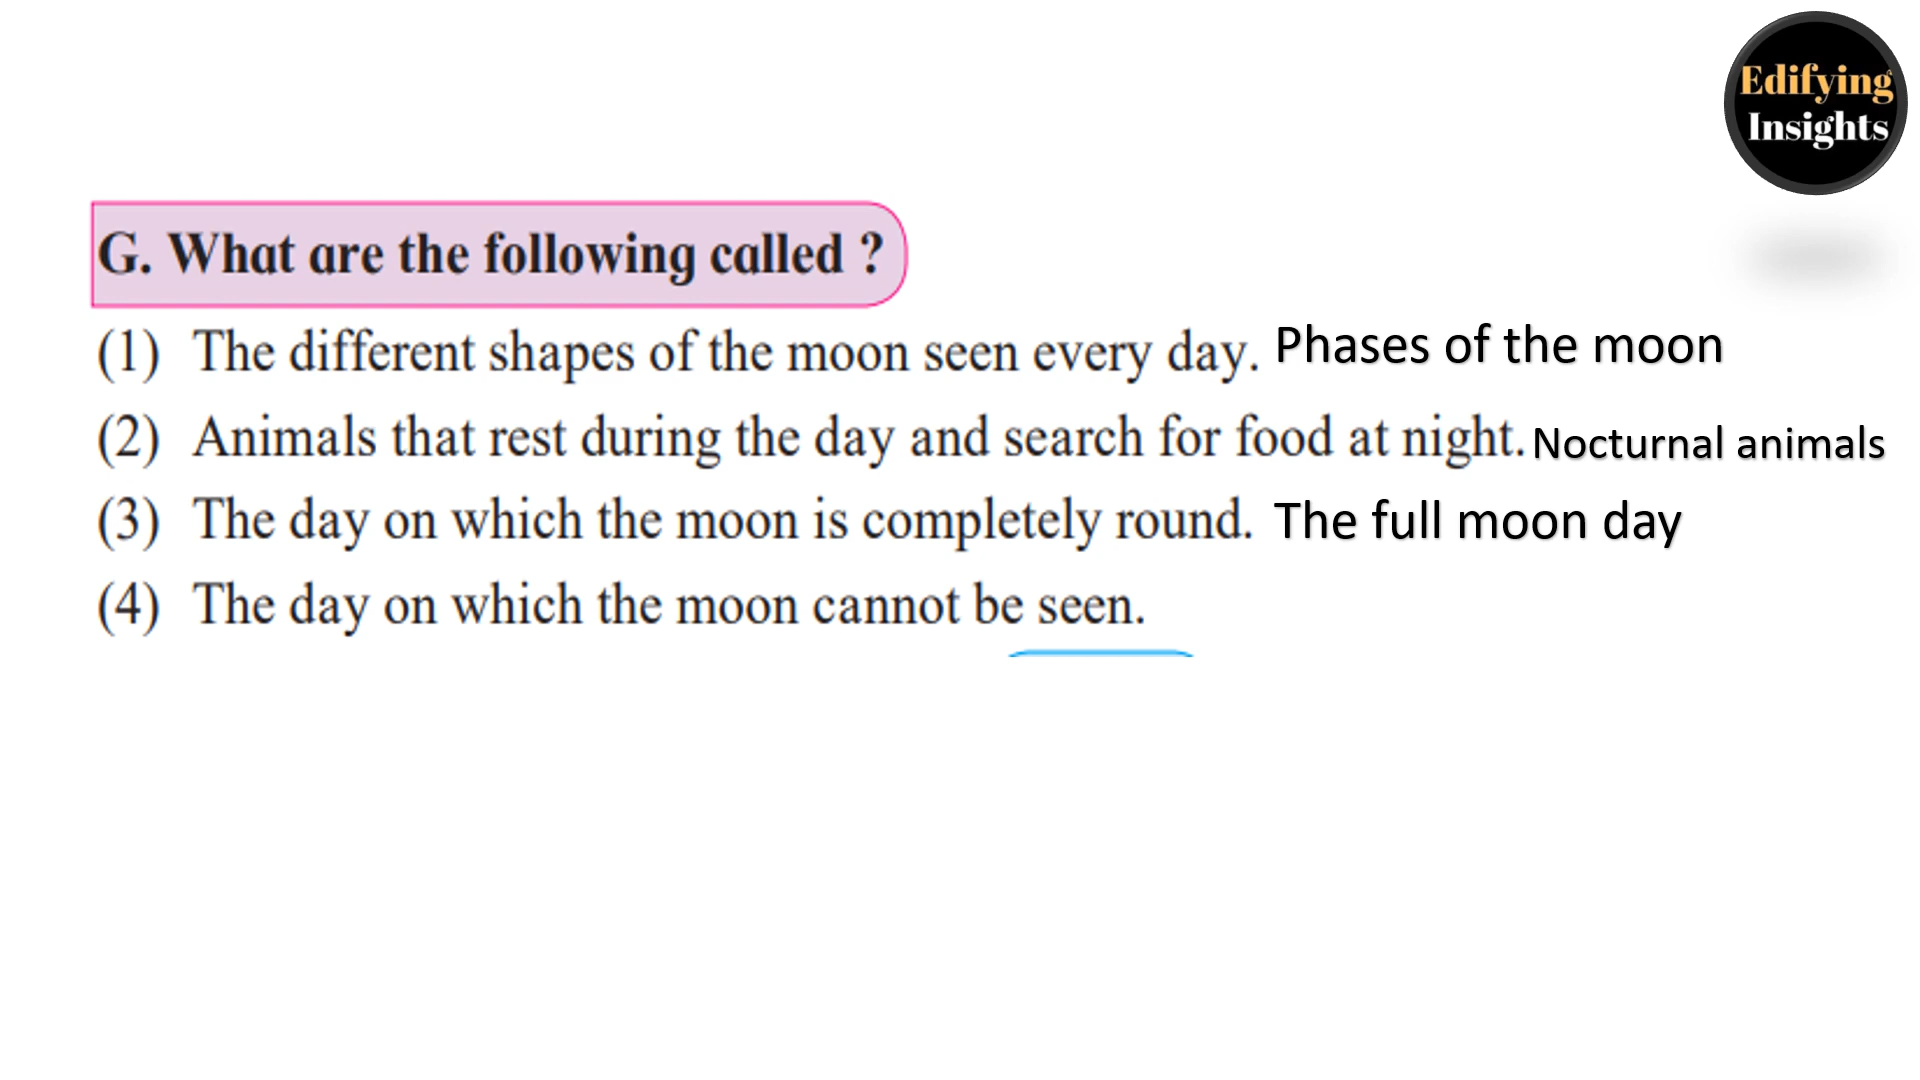 Edifying
Insights
G. What are the following called ?
(1) The different shapes of the moon seen every day. Phases of the moon
(2) Animals that rest during the day and search for food at night. Nocturnal animals
(3) The day on which the moon is completely round. The full moon day
(4) The day on which the moon cannot be seen.